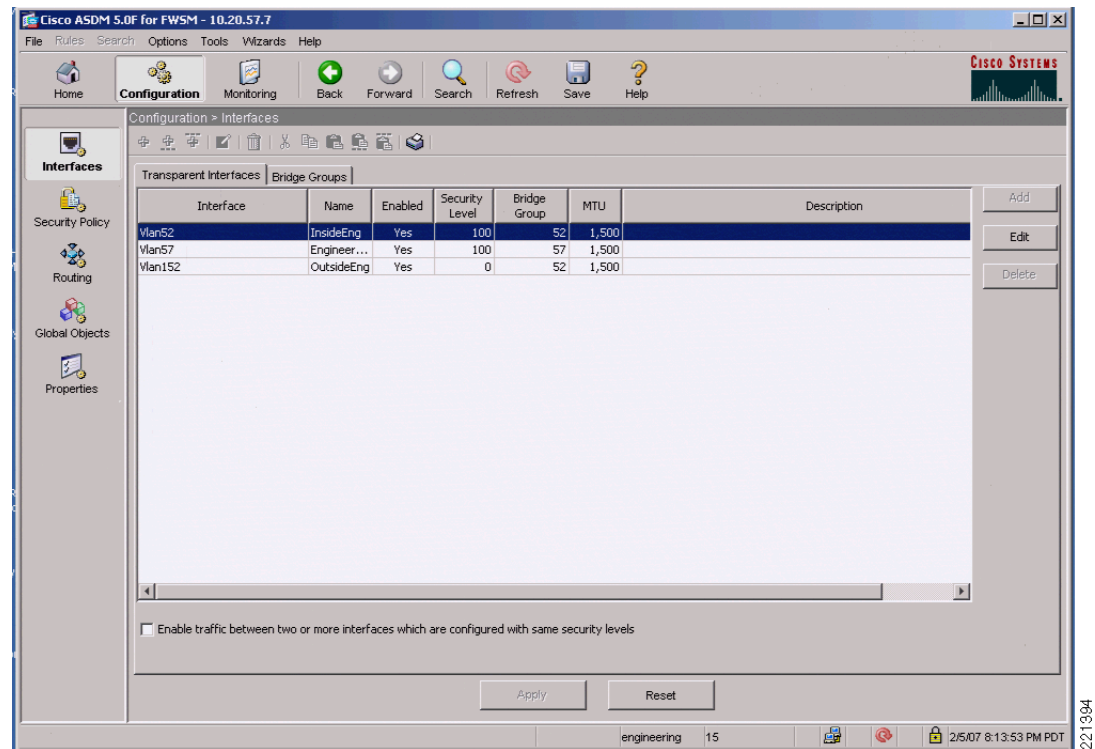 Cisco ASDM 5.0F for FWSM - 10.20.57.7
File Rules Search Options Tools Wizards Help
Home Configuration Monitoring Back Forward Search Refresh Save Help
CISCO SYSTEMS
Configuration > Interfaces
Interfaces
Security Policy
Routing
Global Objects
Properties
Transparent Interfaces Bridge Groups
Interface Name Enabled Security Level Bridge Group MTU Description
Vlan52 InsideEng Yes 100 52 1,500
Vlan57 Engineer... Yes 100 57 1,500
Vlan152 OutsideEng Yes 0 52 1,500
Add
Edit
Delete
Enable traffic between two or more interfaces which are configured with same security levels
Apply Reset
engineering 15 2/5/07 8:13:53 PM PDT
221394